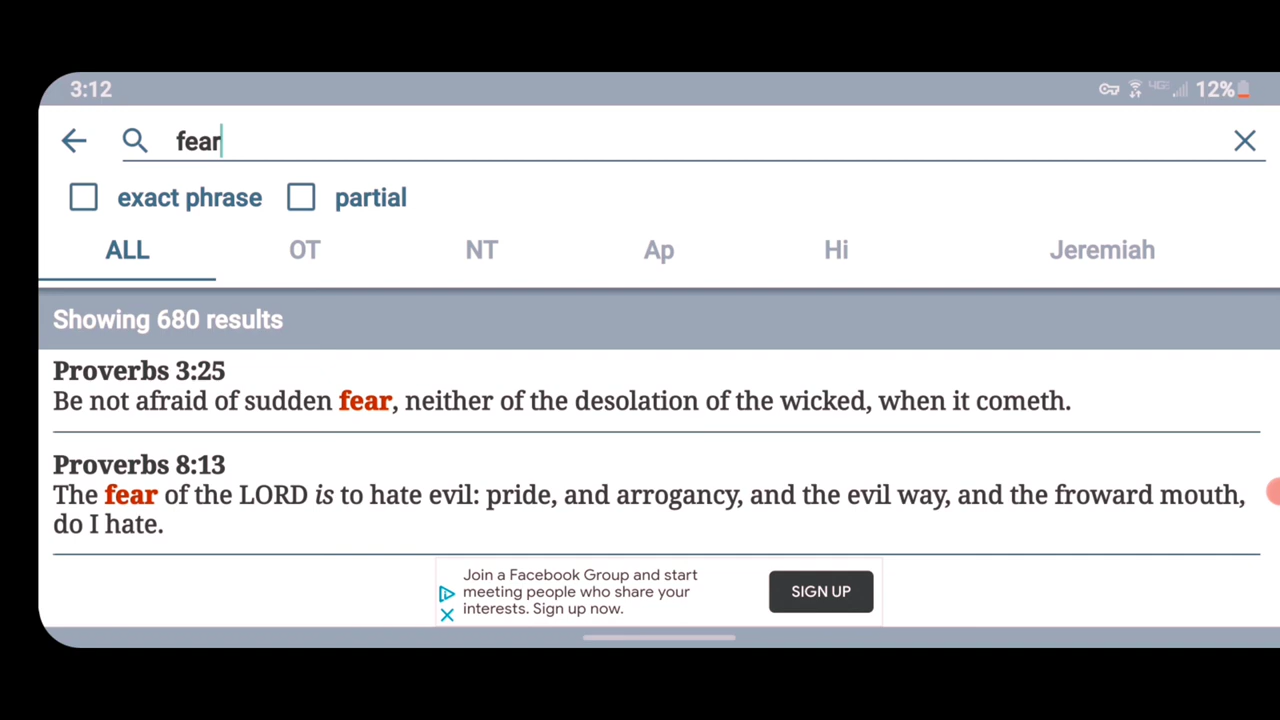 3:12
4GE 12%
fear
exact phrase partial
ALL OT NT Ap Hi Jeremiah
Showing 680 results
Proverbs 3:25
Be not afraid of sudden fear, neither of the desolation of the wicked, when it cometh.
Proverbs 8:13
The fear of the LORD is to hate evil: pride, and arrogancy, and the evil way, and the froward mouth,
do I hate.
Join a Facebook Group and start
meeting people who share your
interests. Sign up now.
SIGN UP